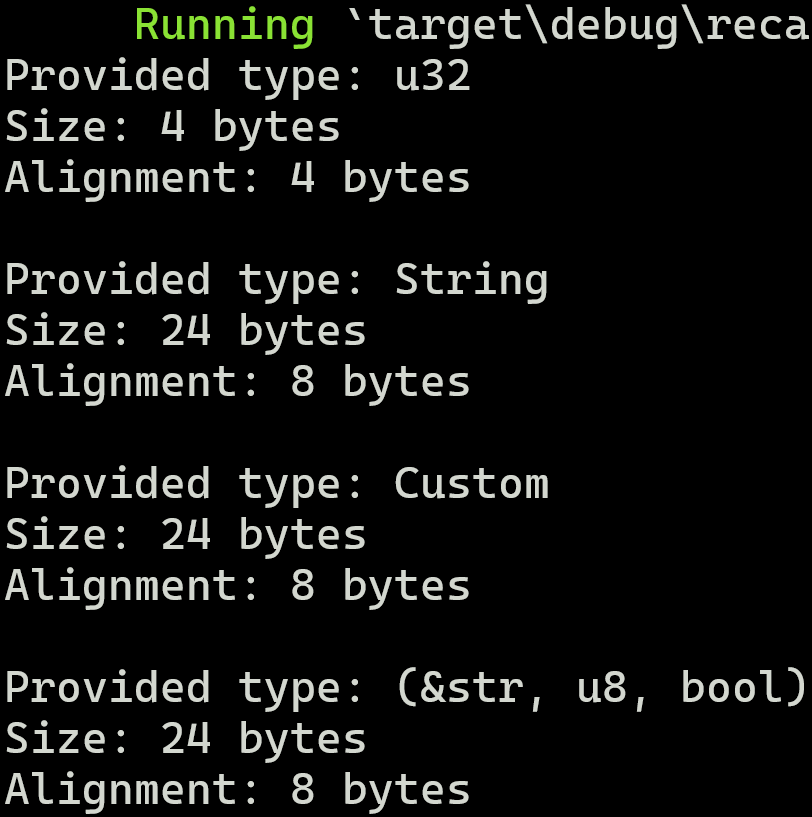 Running `target\debug\reca
Provided type: u32
Size: 4 bytes
Alignment: 4 bytes
Provided type: String
Size: 24 bytes
Alignment: 8 bytes
Provided type: Custom
Size: 24 bytes
Alignment: 8 bytes
Provided type: (&str, u8, bool)
Size: 24 bytes
Alignment: 8 bytes